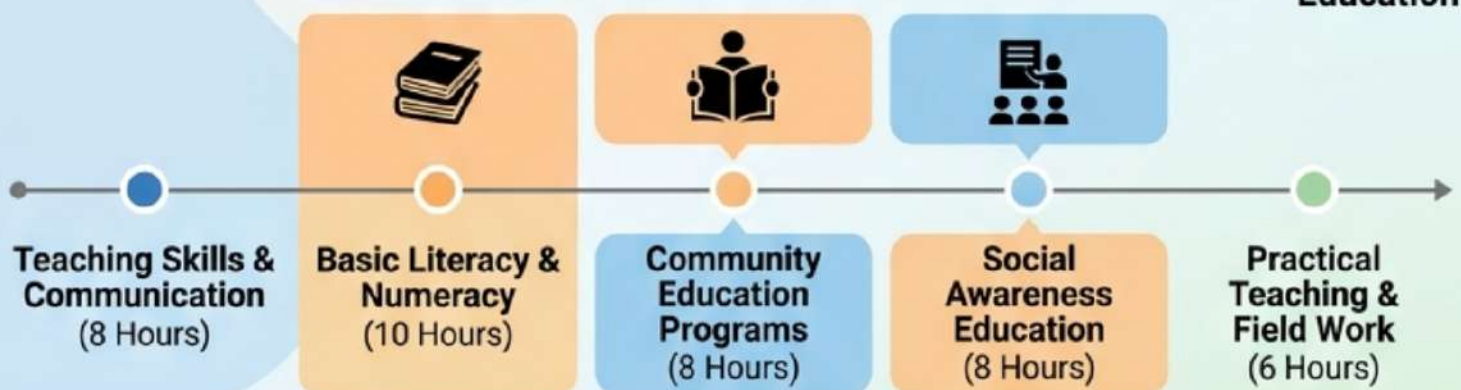 Education
Teaching Skills &
Communication
(8 Hours)
Basic Literacy &
Numeracy
(10 Hours)
Community
Education
Programs
(8 Hours)
Social
Awareness
Education
(8 Hours)
Practical
Teaching &
Field Work
(6 Hours)